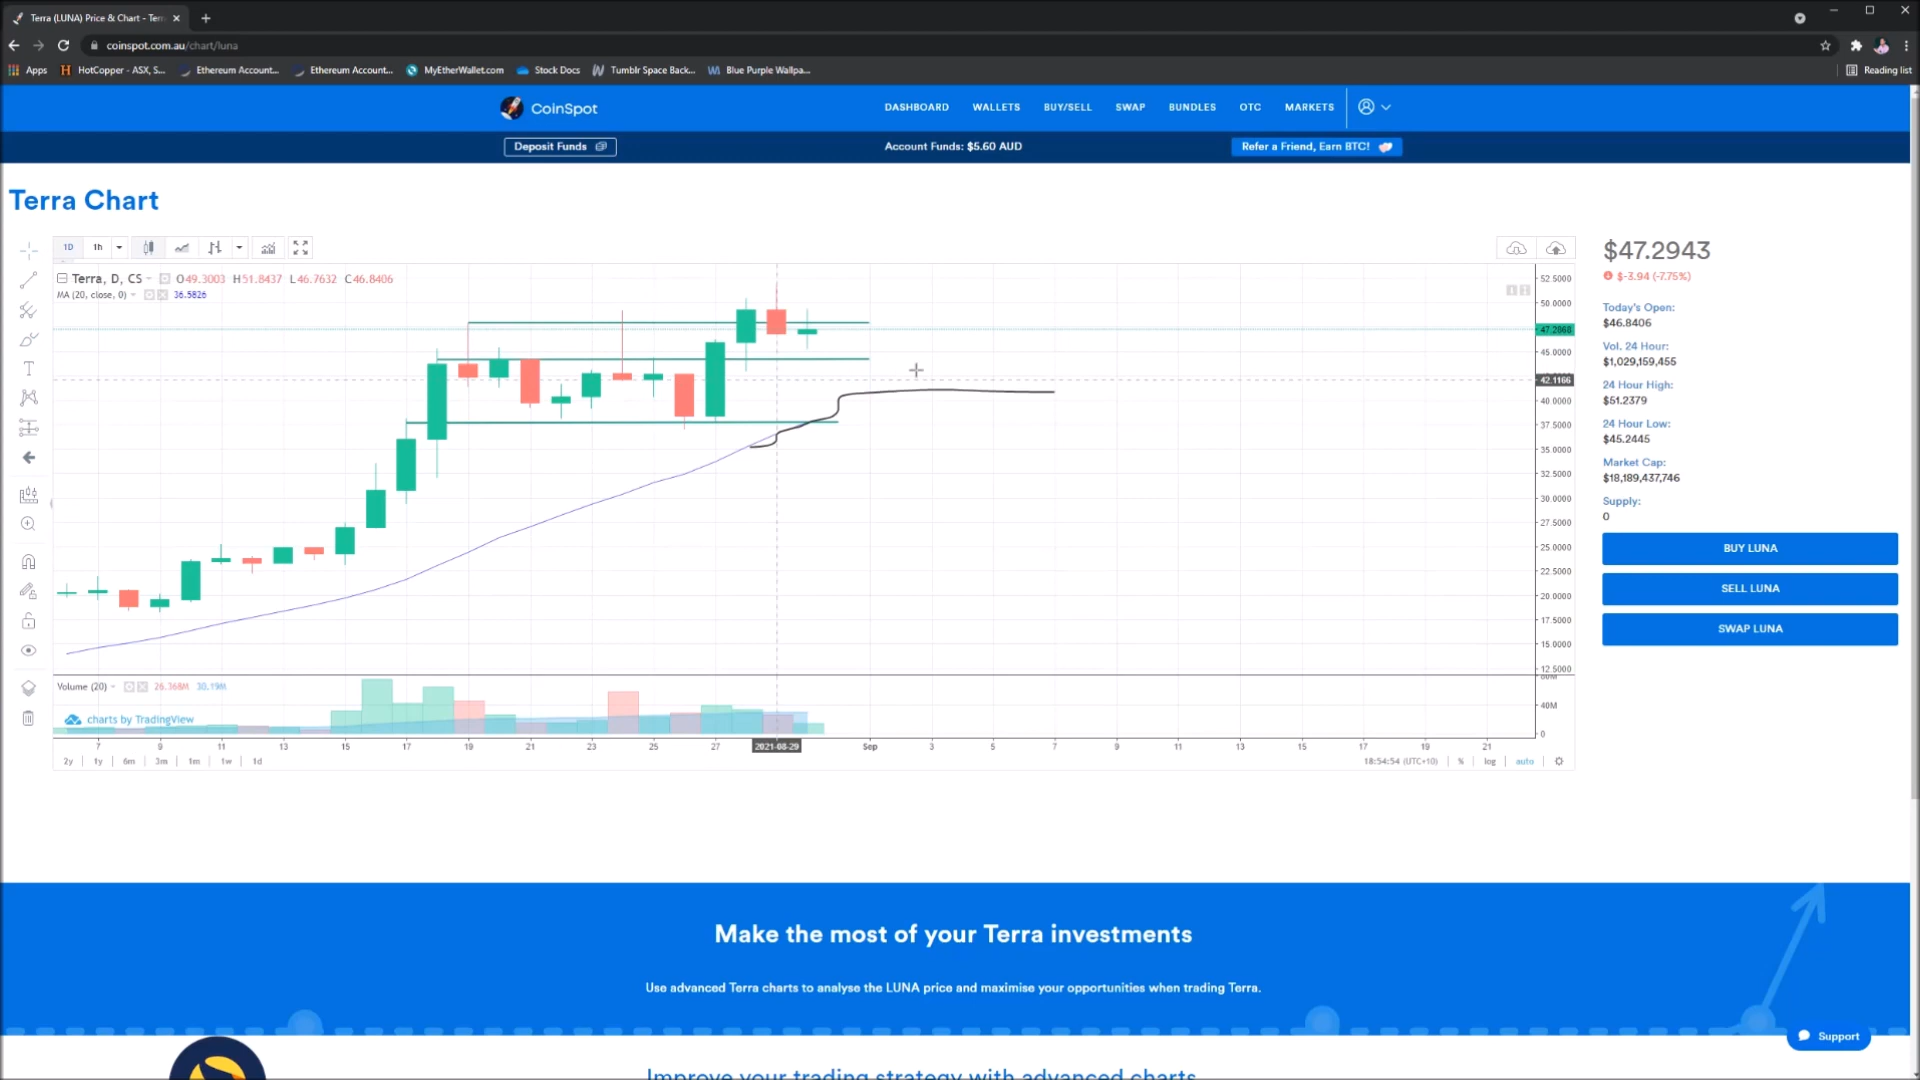 Terra (LUNA) Price & Chart - Terr
coinspot.com.au/chart/luna
Apps
HotCopper - ASX, S...
Ethereum Account...
Ethereum Account...
MyEtherWallet.com
Stock Docs
Tumblr Space Back...
Blue Purple Wallpa...
Reading list
CoinSpot
DASHBOARD
WALLETS
BUY/SELL
SWAP
BUNDLES
OTC
MARKETS
Deposit Funds
Account Funds: $5.60 AUD
Refer a Friend, Earn BTC!
Terra Chart
1D
1h
Terra, D, CS
O49.3003 H51.8437 L46.7632 C46.8406
MA (20, close, 0)
36.5826
52.5000
50.0000
47.2868
45.0000
42.1166
40.0000
37.5000
35.0000
32.5000
30.0000
27.5000
25.0000
22.5000
20.0000
17.5000
15.0000
12.5000
Volume (20)
26.368M 30.19M
60M
40M
0
charts by TradingView
7 9 11 13 15 17 19 21 23 25 27 2021-08-29 Sep 3 5 7 9 11 13 15 17 19 21
2y 1y 6m 3m 1m 1w 1d
18:54:54 (UTC+10) % log auto
$47.2943
$-3.94 (-7.75%)
Today's Open:
$46.8406
Vol. 24 Hour:
$1,029,159,455
24 Hour High:
$51.2379
24 Hour Low:
$45.2445
Market Cap:
$18,189,437,746
Supply:
0
BUY LUNA
SELL LUNA
SWAP LUNA
Make the most of your Terra investments
Use advanced Terra charts to analyse the LUNA price and maximise your opportunities when trading Terra.
Support
Improve your trading strategy with advanced charts